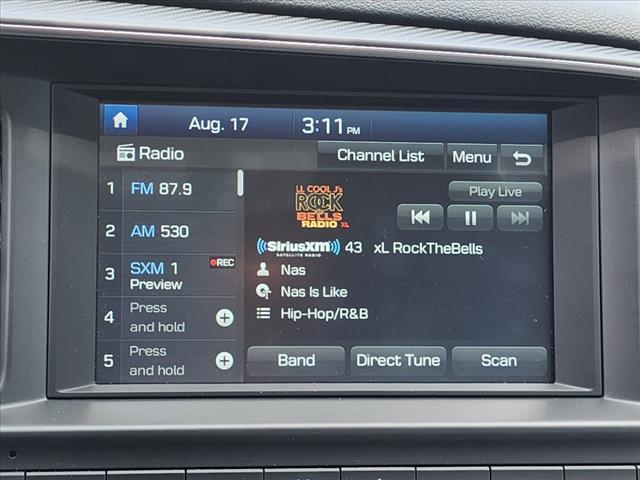 Aug. 17 3:11 PM
Radio Channel List Menu
1 FM 87.9
2 AM 530
3 SXM 1 REC
Preview
4 Press
and hold
5 Press
and hold
LL COOL J's
ROCK
THE
BELLS
RADIO XL
Play Live
((SiriusXM)) 43 xL RockTheBells
SATELLITE RADIO
Nas
Nas Is Like
Hip-Hop/R&B
Band Direct Tune Scan